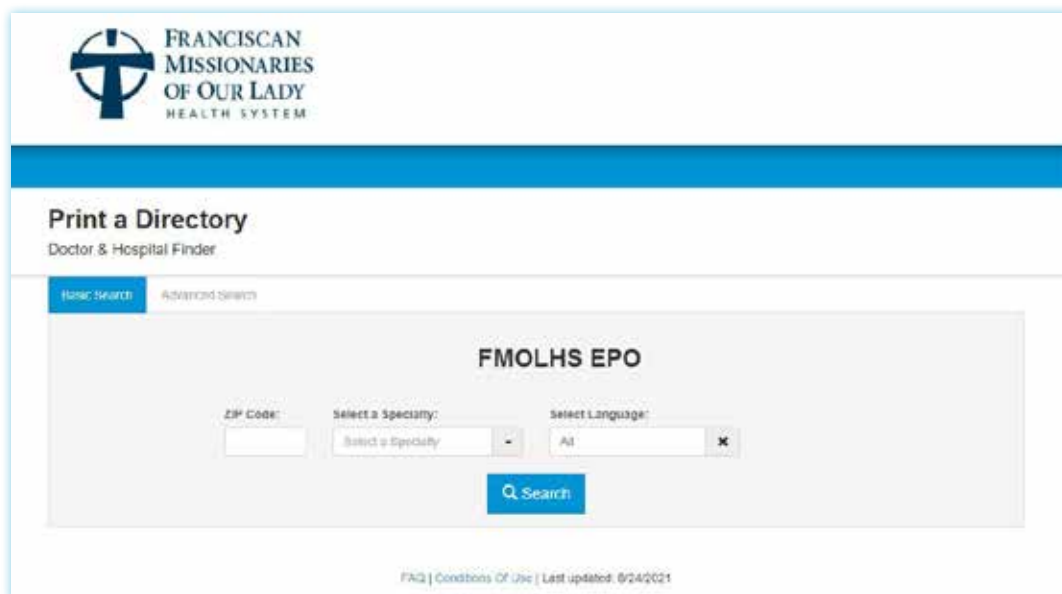 FRANCISCAN
MISSIONARIES
OF OUR LADY
HEALTH SYSTEM
Print a Directory
Doctor & Hospital Finder
Basic Search Advanced Search
FMOLHS EPO
ZIP Code: Select a Specialty: Select Language:
Select a Specialty All
Search
FAQ | Conditions Of Use | Last updated: 8/24/2021